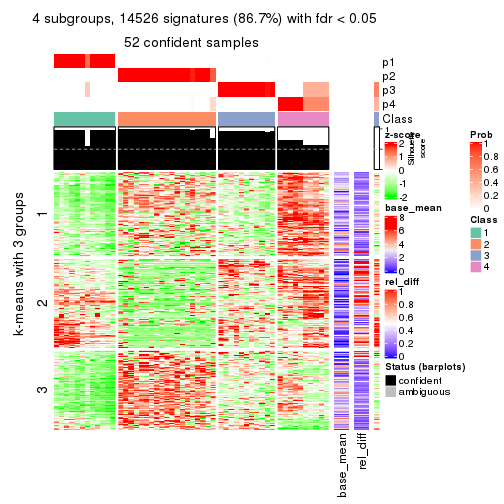 4 subgroups, 14526 signatures (86.7%) with fdr < 0.05
52 confident samples
p1
p2
p3
p4
Class
1
Silhouette
score
k-means with 3 groups
1
2
3
base_mean
rel_diff
z-score
2
1
0
-1
-2
base_mean
8
6
4
2
0
rel_diff
1
0.8
0.6
0.4
0.2
0
Status (barplots)
confident
ambiguous
Prob
1
0.8
0.6
0.4
0.2
0
Class
1
2
3
4